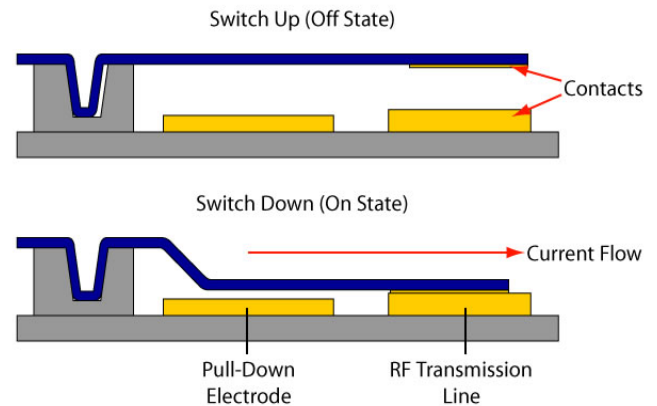 Switch Up (Off State)
Contacts
Switch Down (On State)
Current Flow
Pull-Down
Electrode
RF Transmission
Line